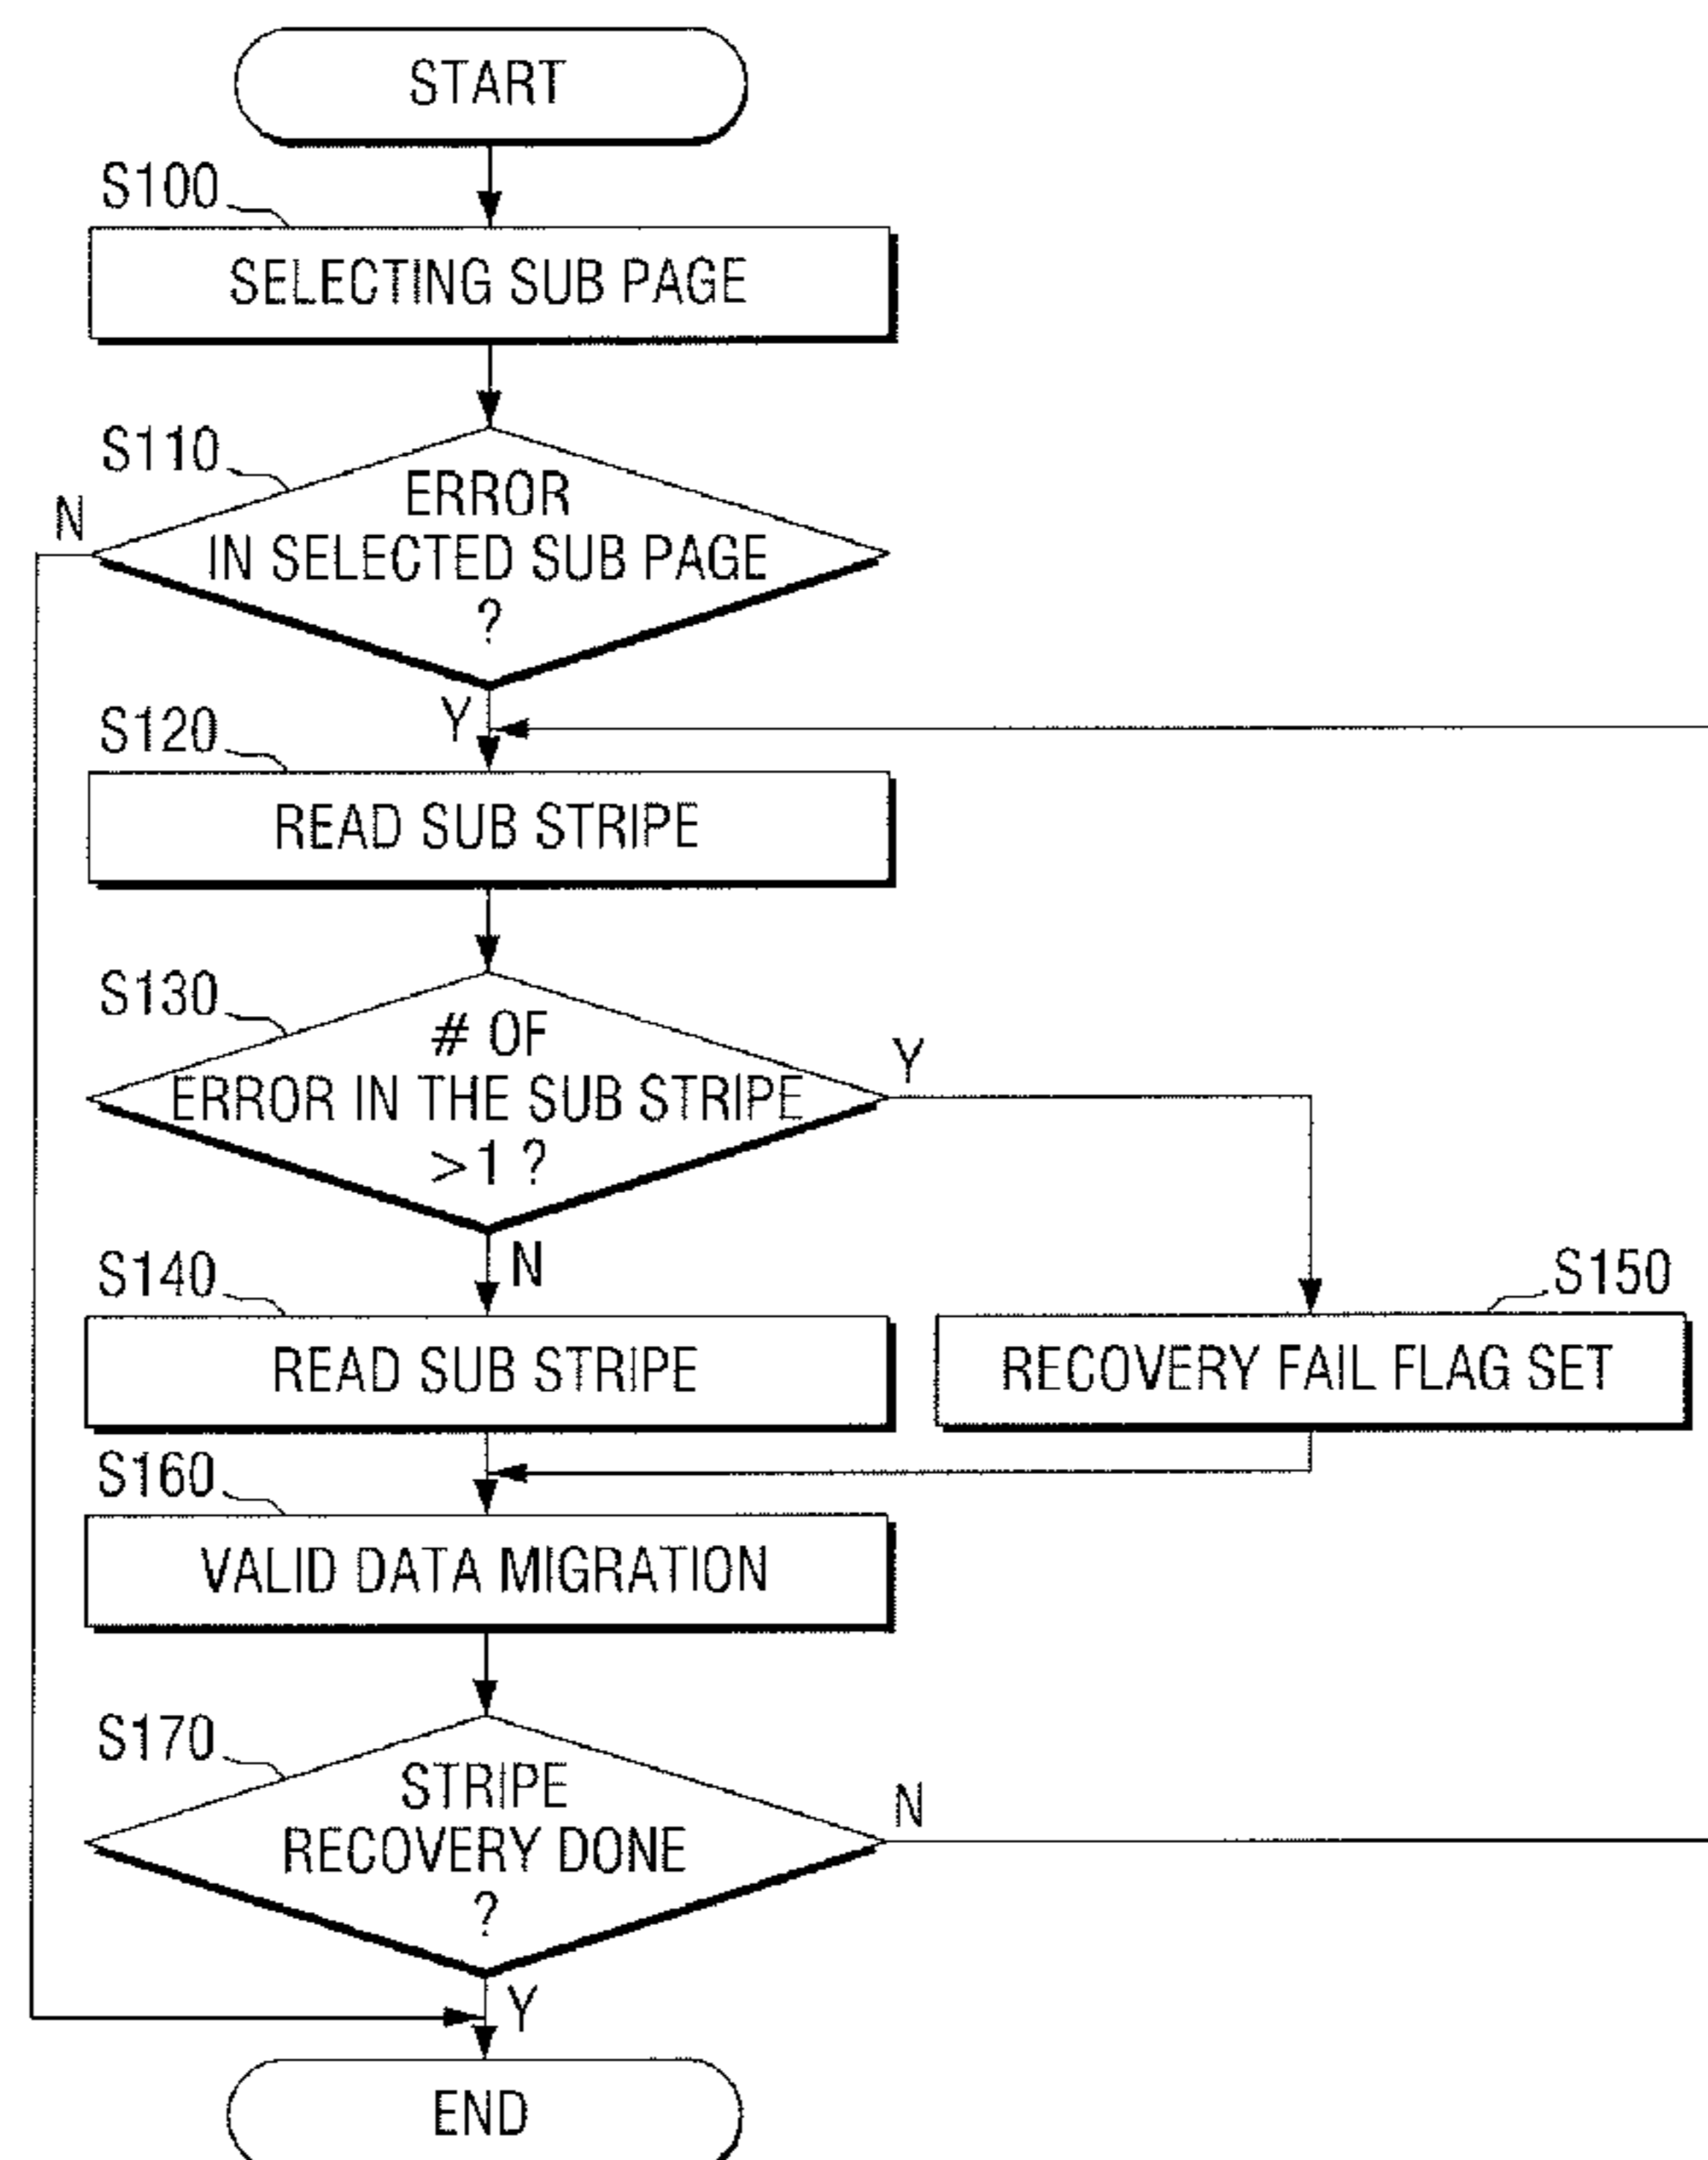 START
S100
SELECTING SUB PAGE
S110
N
ERROR
IN SELECTED SUB PAGE
?
Y
S120
READ SUB STRIPE
S130
# OF
ERROR IN THE SUB STRIPE
>1 ?
Y
N
S140
READ SUB STRIPE
S150
RECOVERY FAIL FLAG SET
S160
VALID DATA MIGRATION
S170
STRIPE
RECOVERY DONE
?
N
Y
END